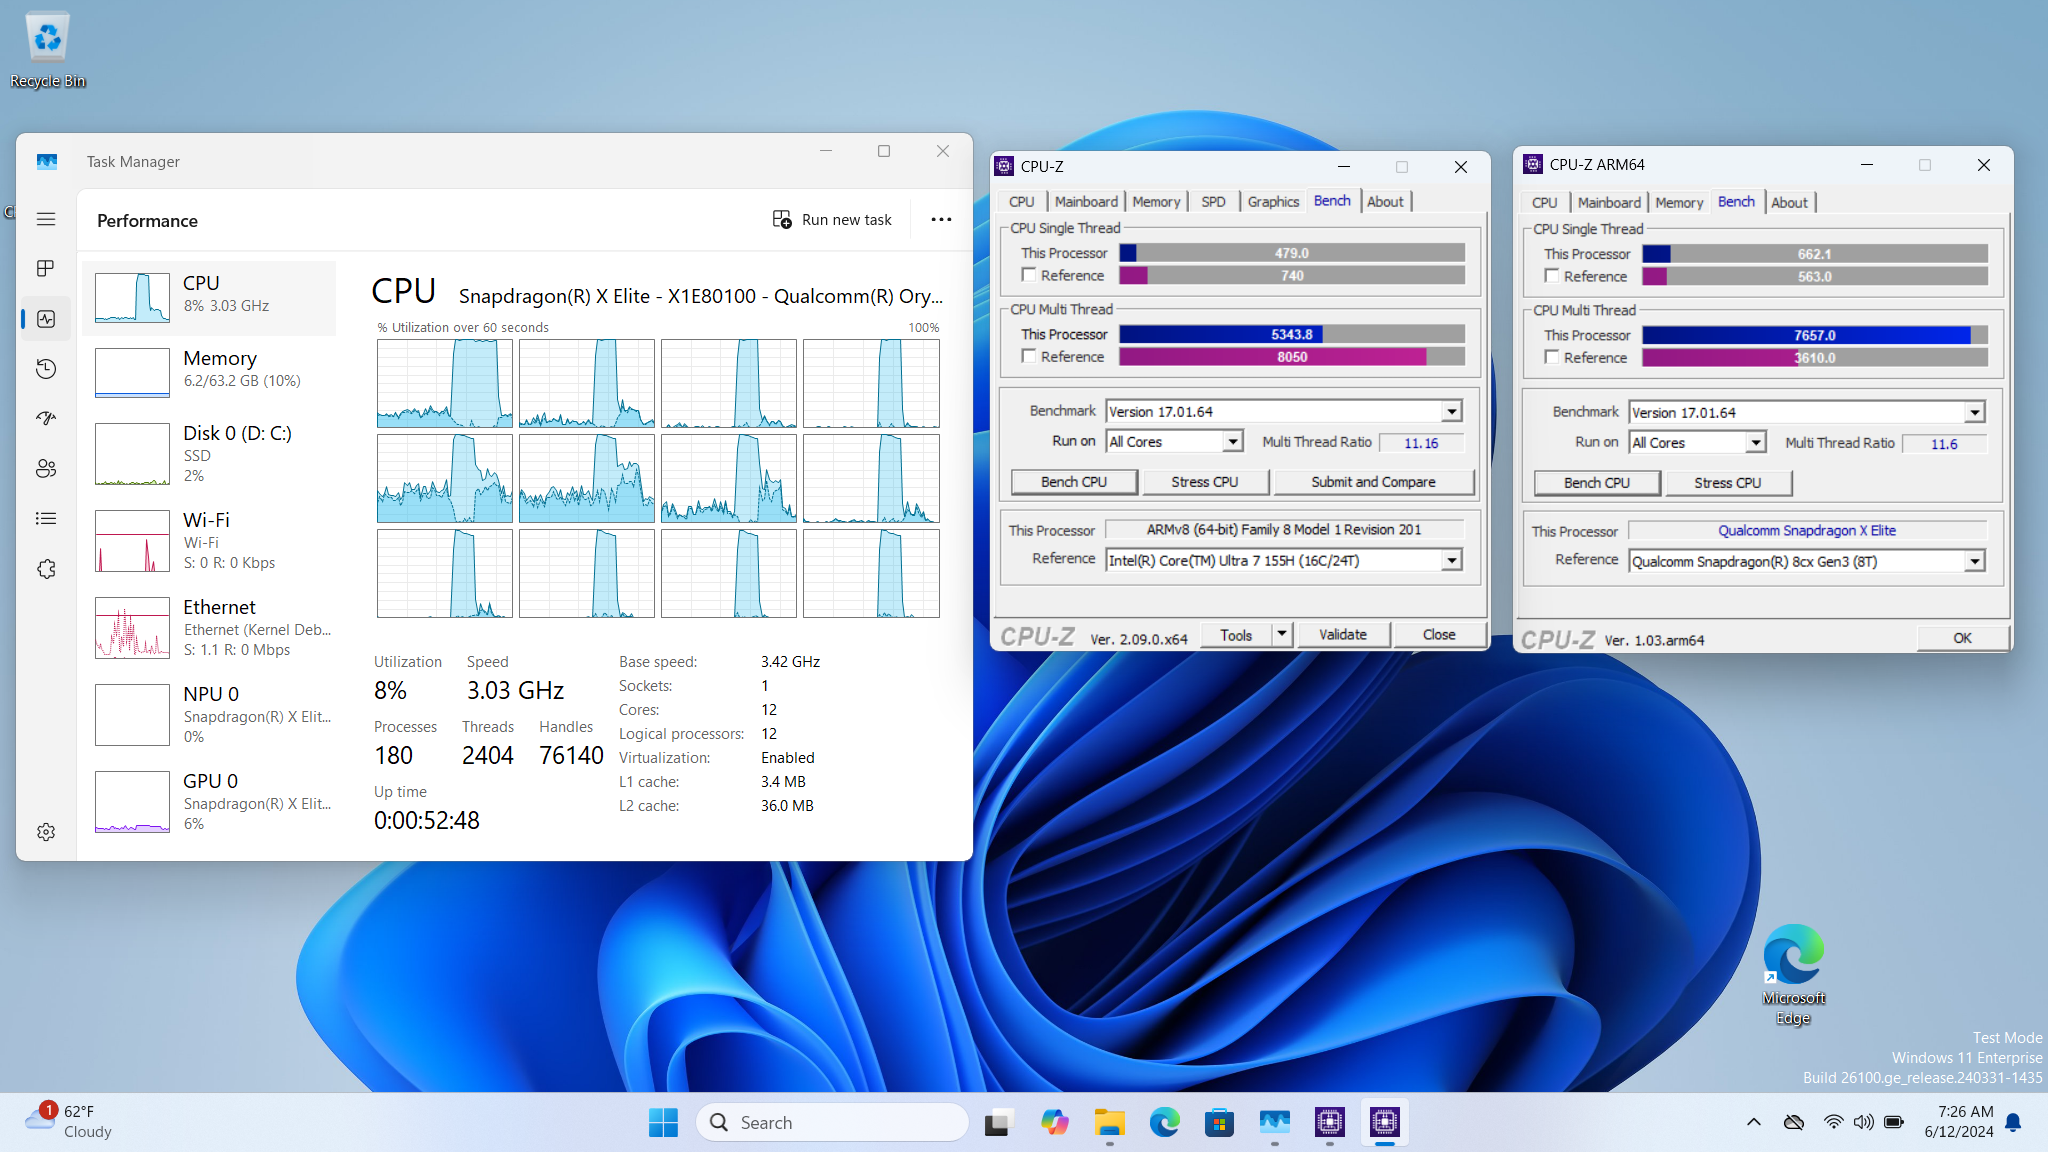 Recycle Bin
Task Manager
Performance
Run new task
CPU
8% 3.03 GHz
Memory
6.2/63.2 GB (10%)
Disk 0 (D: C:)
SSD
2%
Wi-Fi
Wi-Fi
S: 0 R: 0 Kbps
Ethernet
Ethernet (Kernel Deb...
S: 1.1 R: 0 Mbps
NPU 0
Snapdragon(R) X Elit...
0%
GPU 0
Snapdragon(R) X Elit...
6%
CPU Snapdragon(R) X Elite - X1E80100 - Qualcomm(R) Ory...
% Utilization over 60 seconds 100%
Utilization Speed
8% 3.03 GHz
Processes Threads Handles
180 2404 76140
Up time
0:00:52:48
Base speed: 3.42 GHz
Sockets: 1
Cores: 12
Logical processors: 12
Virtualization: Enabled
L1 cache: 3.4 MB
L2 cache: 36.0 MB
CPU-Z
CPU Mainboard Memory SPD Graphics Bench About
CPU Single Thread
This Processor 479.0
Reference 740
CPU Multi Thread
This Processor 5343.8
Reference 8050
Benchmark Version 17.01.64
Run on All Cores Multi Thread Ratio 11.16
Bench CPU Stress CPU Submit and Compare
This Processor ARMv8 (64-bit) Family 8 Model 1 Revision 201
Reference Intel(R) Core(TM) Ultra 7 155H (16C/24T)
CPU-Z Ver. 2.09.0.x64 Tools Validate Close
CPU-Z ARM64
CPU Mainboard Memory Bench About
CPU Single Thread
This Processor 662.1
Reference 563.0
CPU Multi Thread
This Processor 7657.0
Reference 3610.0
Benchmark Version 17.01.64
Run on All Cores Multi Thread Ratio 11.6
Bench CPU Stress CPU
This Processor Qualcomm Snapdragon X Elite
Reference Qualcomm Snapdragon(R) 8cx Gen3 (8T)
CPU-Z Ver. 1.03.arm64 OK
Microsoft
Edge
Test Mode
Windows 11 Enterprise
Build 26100.ge_release.240331-1435
1
62°F
Cloudy
Search
7:26 AM
6/12/2024